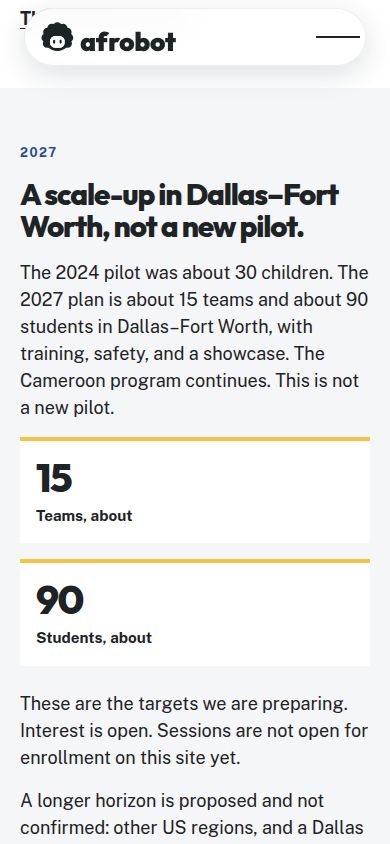 afrobot
2027
A scale-up in Dallas–Fort
Worth, not a new pilot.
The 2024 pilot was about 30 children. The
2027 plan is about 15 teams and about 90
students in Dallas–Fort Worth, with
training, safety, and a showcase. The
Cameroon program continues. This is not
a new pilot.
15
Teams, about
90
Students, about
These are the targets we are preparing.
Interest is open. Sessions are not open for
enrollment on this site yet.
A longer horizon is proposed and not
confirmed: other US regions, and a Dallas